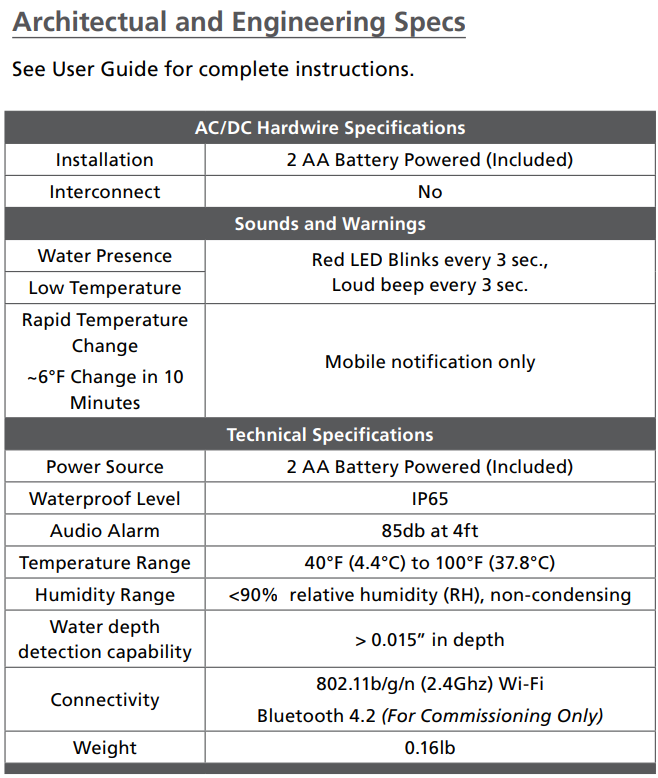 Architectual and Engineering Specs
See User Guide for complete instructions.
AC/DC Hardwire Specifications
Installation
2 AA Battery Powered (Included)
Interconnect
No
Sounds and Warnings
Water Presence
Low Temperature
Red LED Blinks every 3 sec.,
Loud beep every 3 sec.
Rapid Temperature
Change
~6°F Change in 10
Minutes
Mobile notification only
Technical Specifications
Power Source
2 AA Battery Powered (Included)
Waterproof Level
IP65
Audio Alarm
85db at 4ft
Temperature Range
40°F (4.4°C) to 100°F (37.8°C)
Humidity Range
<90%  relative humidity (RH), non-condensing
Water depth
detection capability
> 0.015” in depth
Connectivity
802.11b/g/n (2.4Ghz) Wi-Fi
Bluetooth 4.2 (For Commissioning Only)
Weight
0.16lb